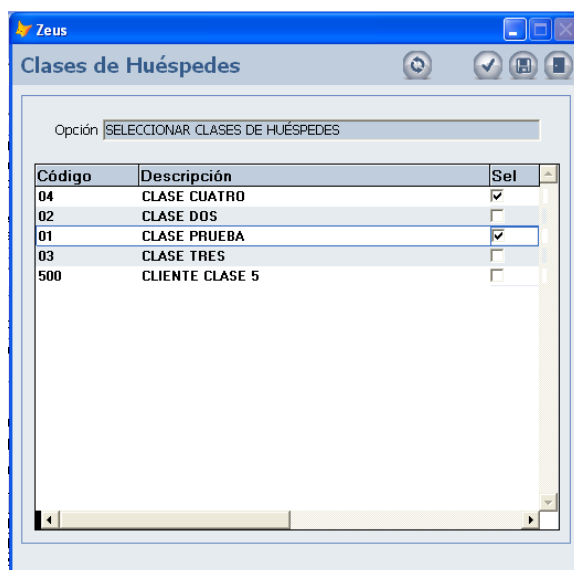 Zeus
Clases de Huéspedes
Opción SELECCIONAR CLASES DE HUÉSPEDES
Código Descripción Sel
04 CLASE CUATRO
02 CLASE DOS
01 CLASE PRUEBA
03 CLASE TRES
500 CLIENTE CLASE 5